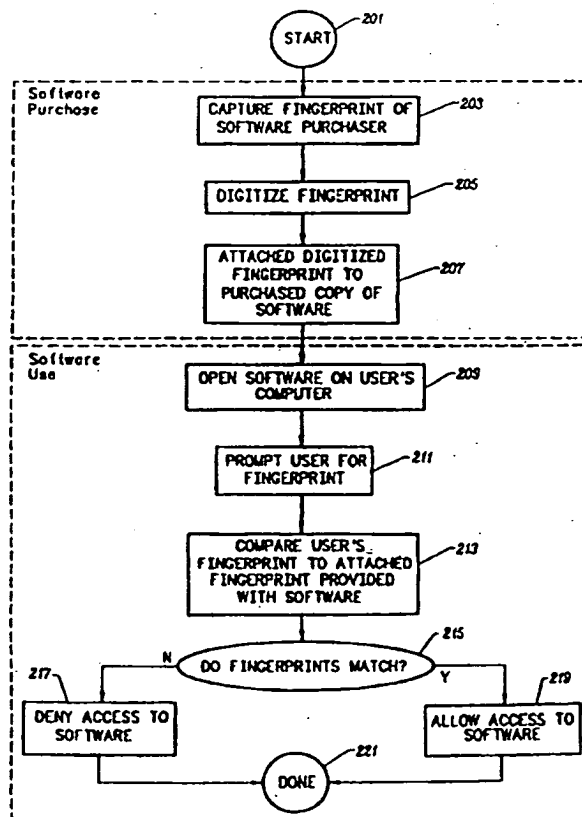 START
201
Software
Purchase
CAPTURE FINGERPRINT OF
SOFTWARE PURCHASER
203
DIGITIZE FINGERPRINT
205
ATTACHED DIGITIZED
FINGERPRINT TO
PURCHASED COPY OF
SOFTWARE
207
Software
Use
OPEN SOFTWARE ON USER'S
COMPUTER
209
PROMPT USER FOR
FINGERPRINT
211
COMPARE USER'S
FINGERPRINT TO ATTACHED
FINGERPRINT PROVIDED
WITH SOFTWARE
213
DO FINGERPRINTS MATCH?
215
N
Y
217
DENY ACCESS TO
SOFTWARE
219
ALLOW ACCESS TO
SOFTWARE
221
DONE